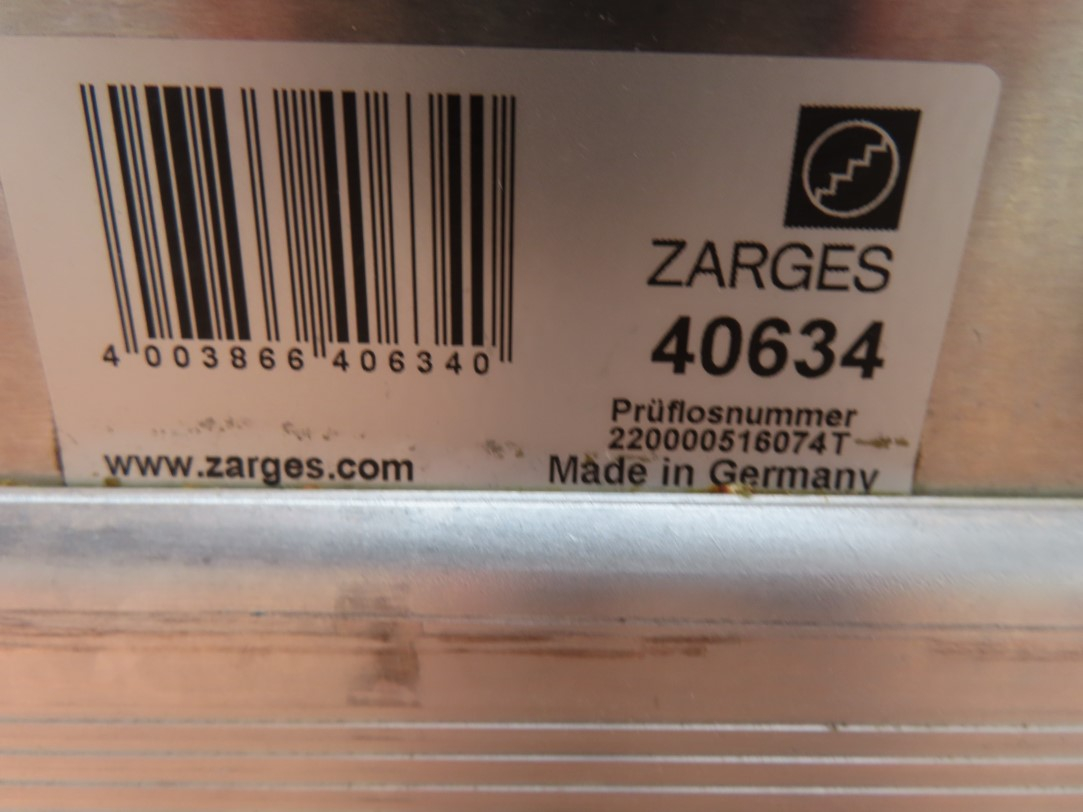 4 003866 406340
ZARGES
40634
Prüflosnummer
220000516074T
www.zarges.com
Made in Germany